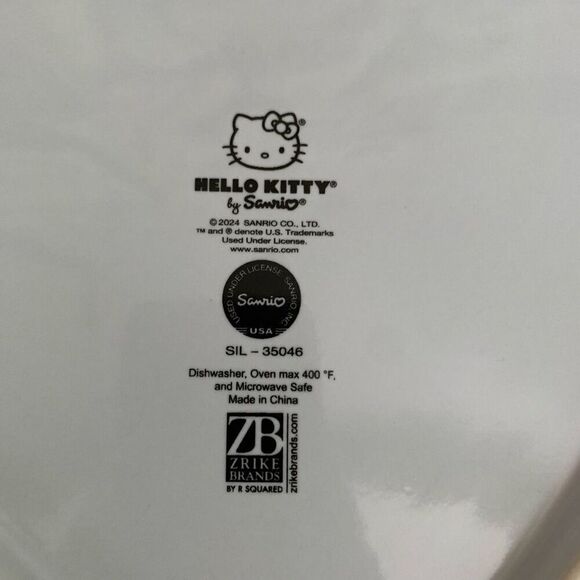 ®
HELLO KITTY®
by Sanrio®
©2024 SANRIO CO., LTD.
™ and ® denote U.S. Trademarks
Used Under License.
www.sanrio.com
USED UNDER LICENSE SANRIO INC
Sanrio
USA
SIL – 35046
Dishwasher, Oven max 400 °F,
and Microwave Safe
Made in China
ZB
ZRIKE
BRANDS
BY R SQUARED
zrikebrands.com